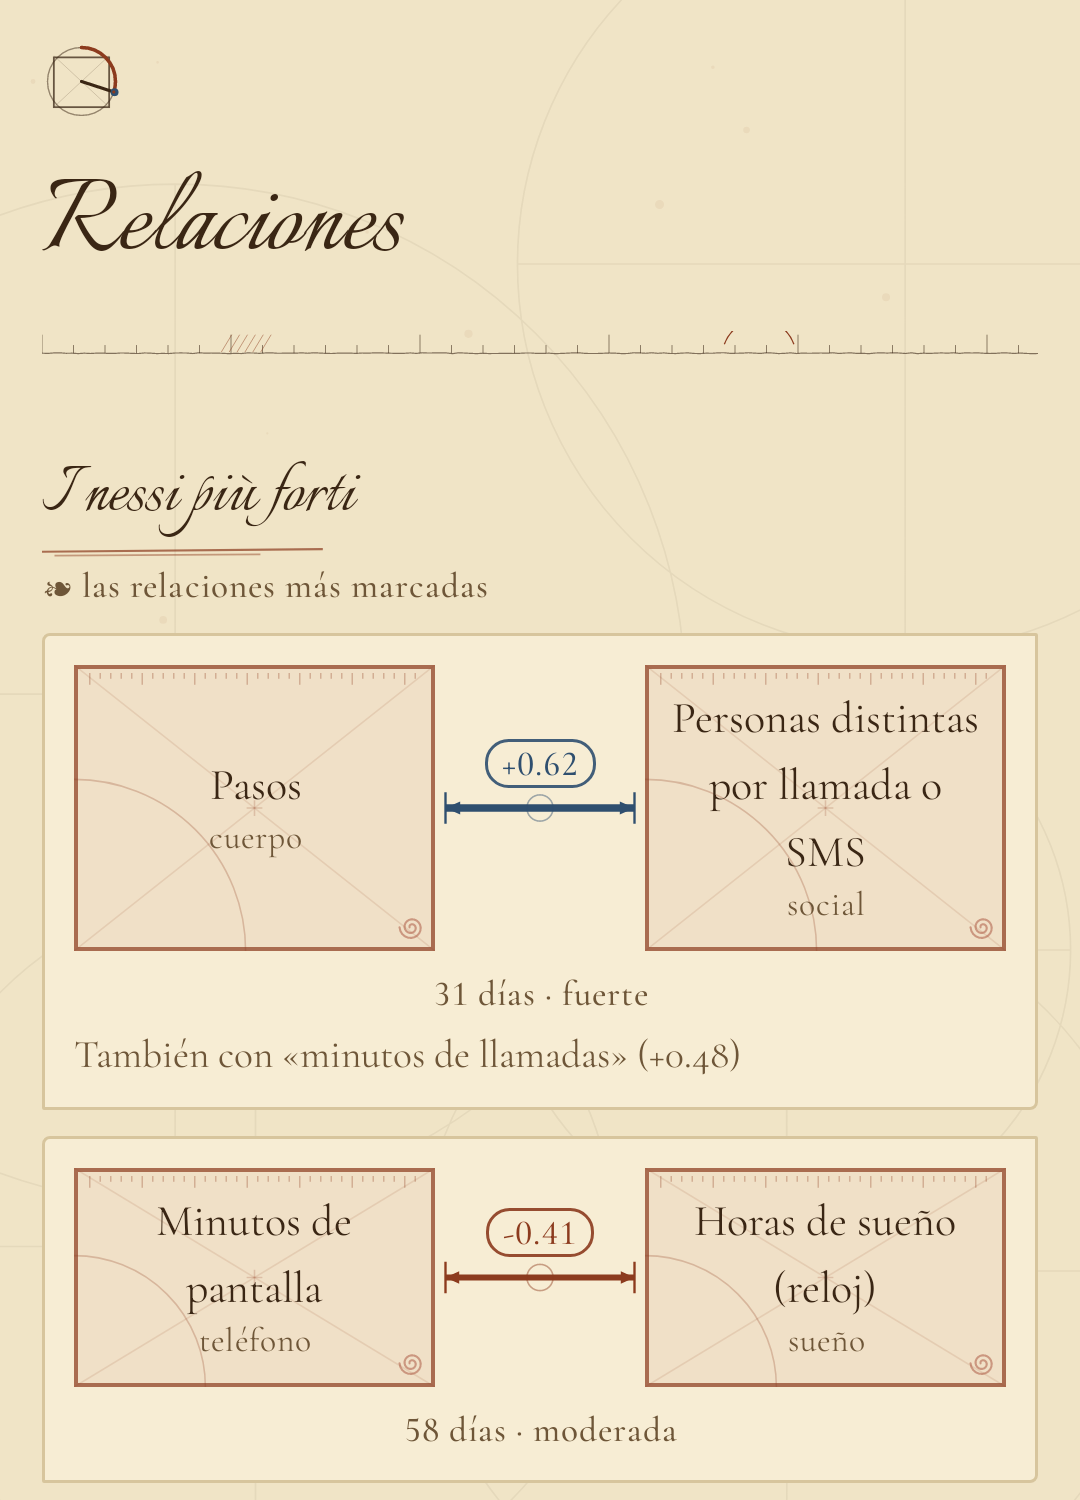 Relaciones
I nessi più forti
❧ las relaciones más marcadas
Pasos
cuerpo
+0.62
Personas distintas
por llamada o
SMS
social
31 días · fuerte
También con «minutos de llamadas» (+0.48)
Minutos de
pantalla
teléfono
-0.41
Horas de sueño
(reloj)
sueño
58 días · moderada